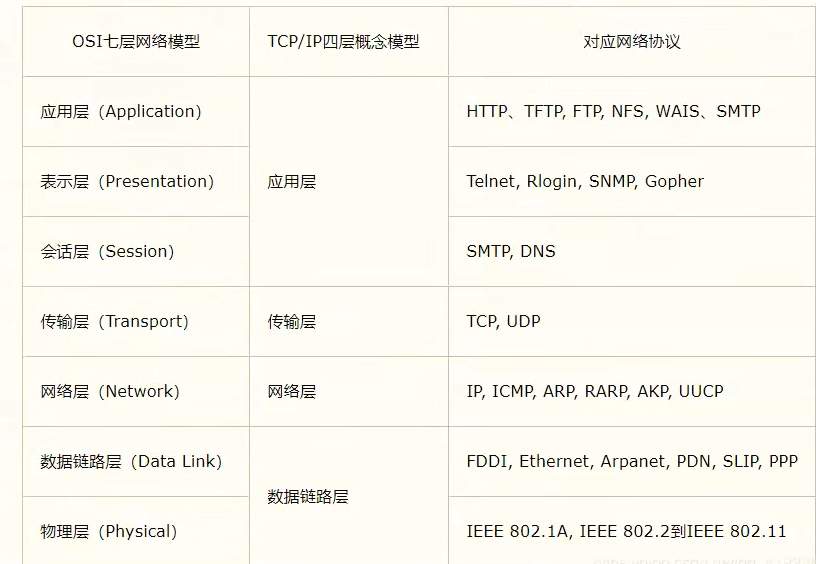 OSI七层网络模型 TCP/IP四层概念模型 对应网络协议
应用层（Application） HTTP、TFTP, FTP, NFS, WAIS、SMTP
表示层（Presentation） 应用层 Telnet, Rlogin, SNMP, Gopher
会话层（Session） SMTP, DNS
传输层（Transport） 传输层 TCP, UDP
网络层（Network） 网络层 IP, ICMP, ARP, RARP, AKP, UUCP
数据链路层（Data Link） FDDI, Ethernet, Arpanet, PDN, SLIP, PPP
数据链路层
物理层（Physical） IEEE 802.1A, IEEE 802.2到IEEE 802.11